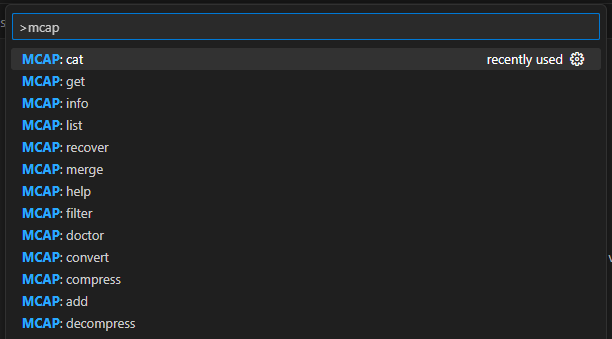 >mcap
MCAP: cat recently used
MCAP: get
MCAP: info
MCAP: list
MCAP: recover
MCAP: merge
MCAP: help
MCAP: filter
MCAP: doctor
MCAP: convert
MCAP: compress
MCAP: add
MCAP: decompress